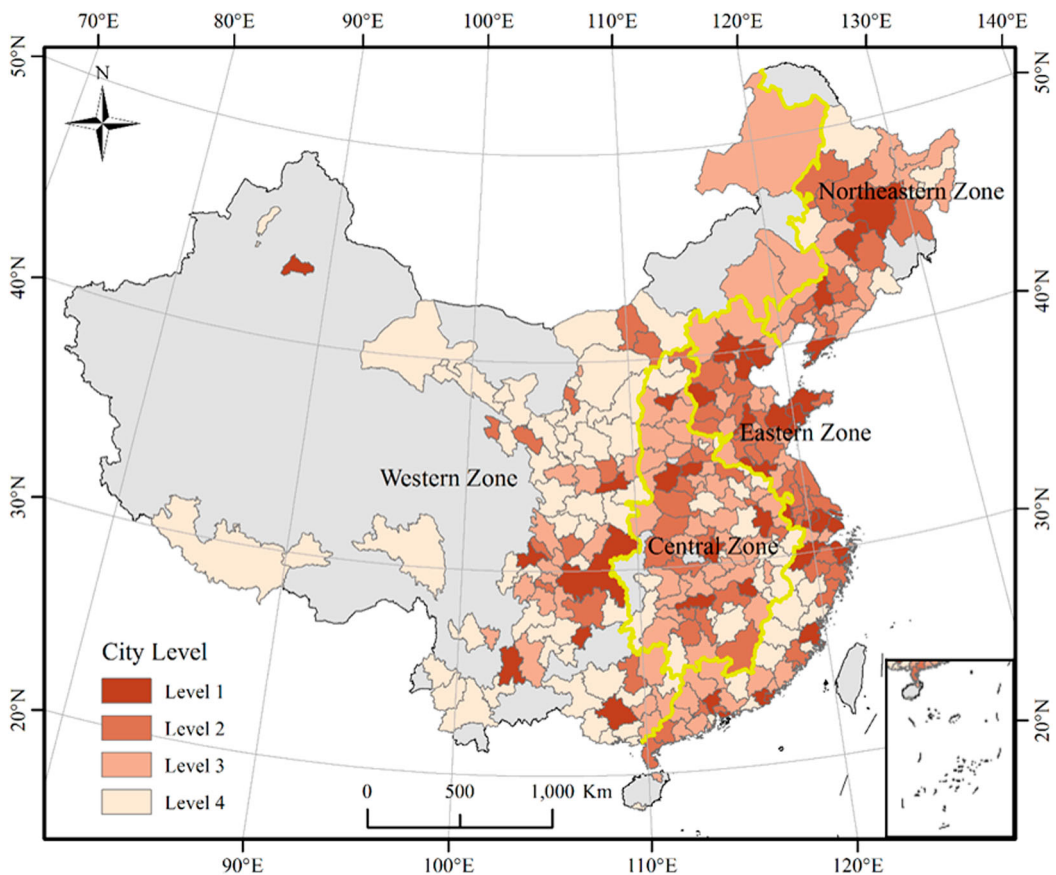 70°E 80°E 90°E 100°E 110°E 120°E 130°E 140°E
50°N
50°N
N
Northeastern Zone
40°N
40°N
Eastern Zone
Western Zone
30°N
30°N
Central Zone
City Level
Level 1
Level 2
Level 3
Level 4
20°N
20°N
0 500 1,000 Km
90°E 100°E 110°E 120°E